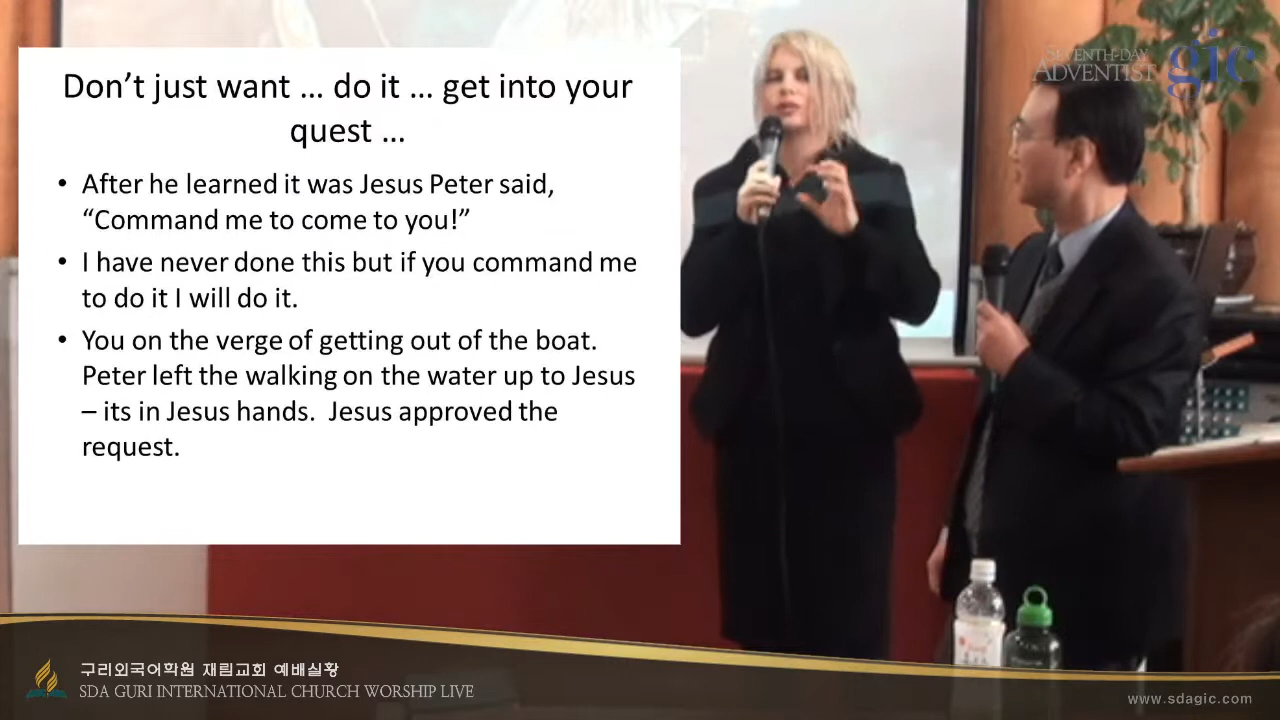 Don’t just want ... do it ... get into your
quest ...
• After he learned it was Jesus Peter said,
“Command me to come to you!”
• I have never done this but if you command me
to do it I will do it.
• You on the verge of getting out of the boat.
Peter left the walking on the water up to Jesus
– its in Jesus hands.  Jesus approved the
request.
SEVENTH-DAY
ADVENTIST gic
구리외국어학원 재림교회 예배실황
SDA GURI INTERNATIONAL CHURCH WORSHIP LIVE
www.sdagic.com